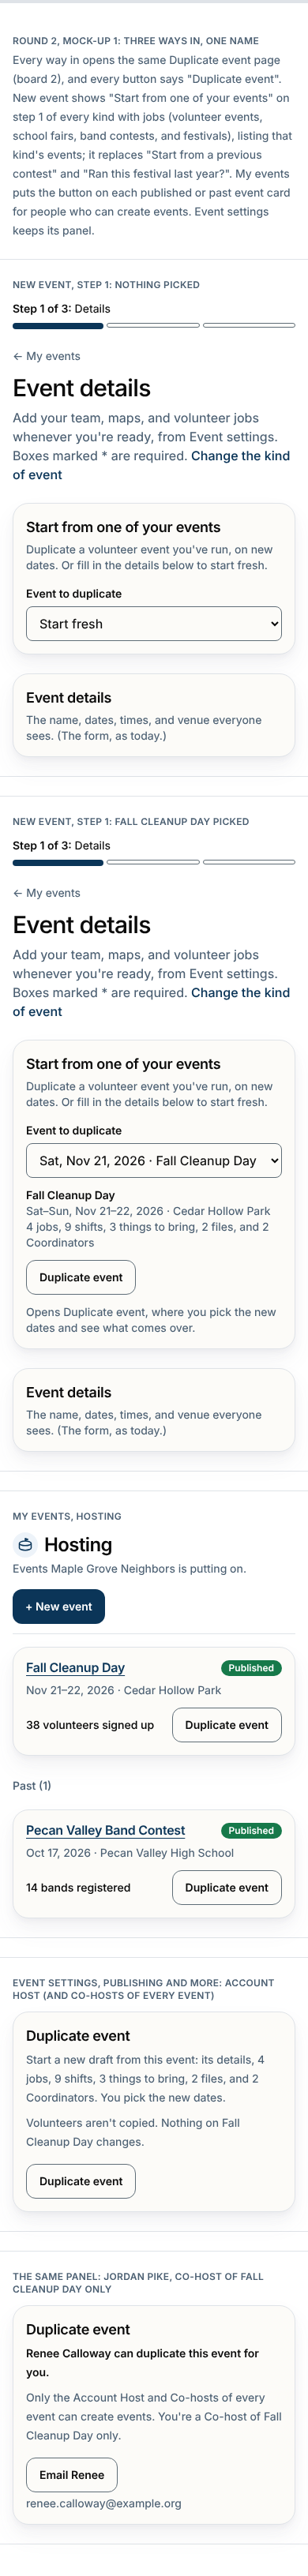 ROUND 2, MOCK-UP 1: THREE WAYS IN, ONE NAME
Every way in opens the same Duplicate event page
(board 2), and every button says "Duplicate event".
New event shows "Start from one of your events" on
step 1 of every kind with jobs (volunteer events,
school fairs, band contests, and festivals), listing that
kind's events; it replaces "Start from a previous
contest" and "Ran this festival last year?". My events
puts the button on each published or past event card
for people who can create events. Event settings
keeps its panel.
NEW EVENT, STEP 1: NOTHING PICKED
Step 1 of 3: Details
← My events
Event details
Add your team, maps, and volunteer jobs
whenever you're ready, from Event settings.
Boxes marked * are required. Change the kind
of event
Start from one of your events
Duplicate a volunteer event you've run, on new
dates. Or fill in the details below to start fresh.
Event to duplicate
Start fresh
Event details
The name, dates, times, and venue everyone
sees. (The form, as today.)
NEW EVENT, STEP 1: FALL CLEANUP DAY PICKED
Step 1 of 3: Details
← My events
Event details
Add your team, maps, and volunteer jobs
whenever you're ready, from Event settings.
Boxes marked * are required. Change the kind
of event
Start from one of your events
Duplicate a volunteer event you've run, on new
dates. Or fill in the details below to start fresh.
Event to duplicate
Sat, Nov 21, 2026 · Fall Cleanup Day
Fall Cleanup Day
Sat–Sun, Nov 21–22, 2026 · Cedar Hollow Park
4 jobs, 9 shifts, 3 things to bring, 2 files, and 2
Coordinators
Duplicate event
Opens Duplicate event, where you pick the new
dates and see what comes over.
Event details
The name, dates, times, and venue everyone
sees. (The form, as today.)
MY EVENTS, HOSTING
Hosting
Events Maple Grove Neighbors is putting on.
+ New event
Fall Cleanup Day Published
Nov 21–22, 2026 · Cedar Hollow Park
38 volunteers signed up Duplicate event
Past (1)
Pecan Valley Band Contest Published
Oct 17, 2026 · Pecan Valley High School
14 bands registered Duplicate event
EVENT SETTINGS, PUBLISHING AND MORE: ACCOUNT
HOST (AND CO-HOSTS OF EVERY EVENT)
Duplicate event
Start a new draft from this event: its details, 4
jobs, 9 shifts, 3 things to bring, 2 files, and 2
Coordinators. You pick the new dates.
Volunteers aren't copied. Nothing on Fall
Cleanup Day changes.
Duplicate event
THE SAME PANEL: JORDAN PIKE, CO-HOST OF FALL
CLEANUP DAY ONLY
Duplicate event
Renee Calloway can duplicate this event for
you.
Only the Account Host and Co-hosts of every
event can create events. You're a Co-host of Fall
Cleanup Day only.
Email Renee
renee.calloway@example.org